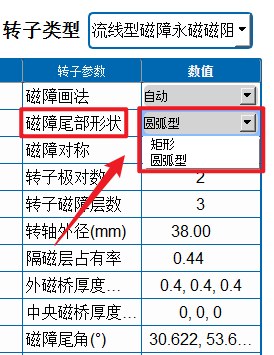 转子类型 流线型磁障永磁磁阻
转子参数 数值
磁障画法 自动
磁障尾部形状 圆弧型
矩形
圆弧型
磁障对称
转子极对数 2
转子磁障层数 3
转轴外径(mm) 38.00
隔磁层占有率 0.44
外磁桥厚度... 0.4, 0.4, 0.4
中央磁桥厚度... 0, 0, 0
磁障尾角(°) 30.622, 53.6...